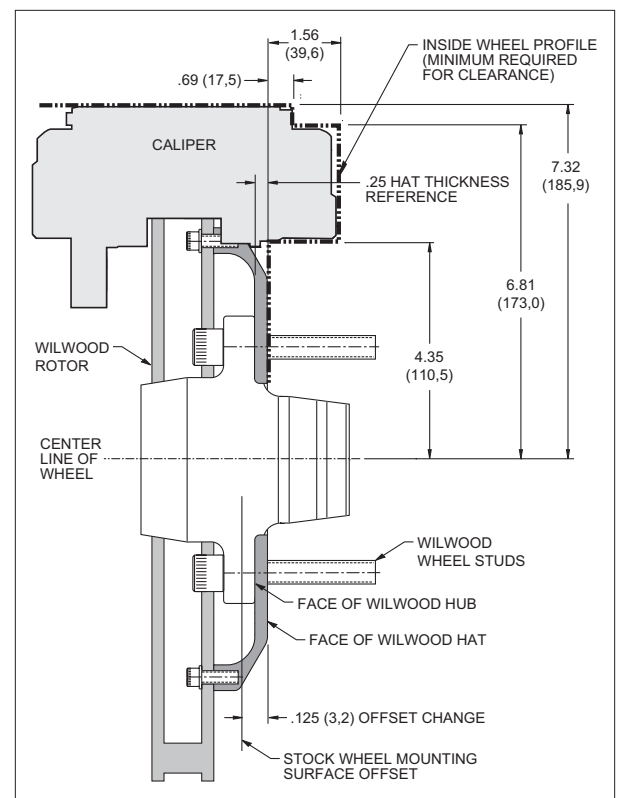 1.56
(39,6)
INSIDE WHEEL PROFILE
(MINIMUM REQUIRED
FOR CLEARANCE)
.69 (17,5)
CALIPER
7.32
(185,9)
.25 HAT THICKNESS
REFERENCE
6.81
(173,0)
WILWOOD
ROTOR
4.35
(110,5)
CENTER
LINE OF
WHEEL
WILWOOD
WHEEL STUDS
FACE OF WILWOOD HUB
FACE OF WILWOOD HAT
.125 (3,2) OFFSET CHANGE
STOCK WHEEL MOUNTING
SURFACE OFFSET